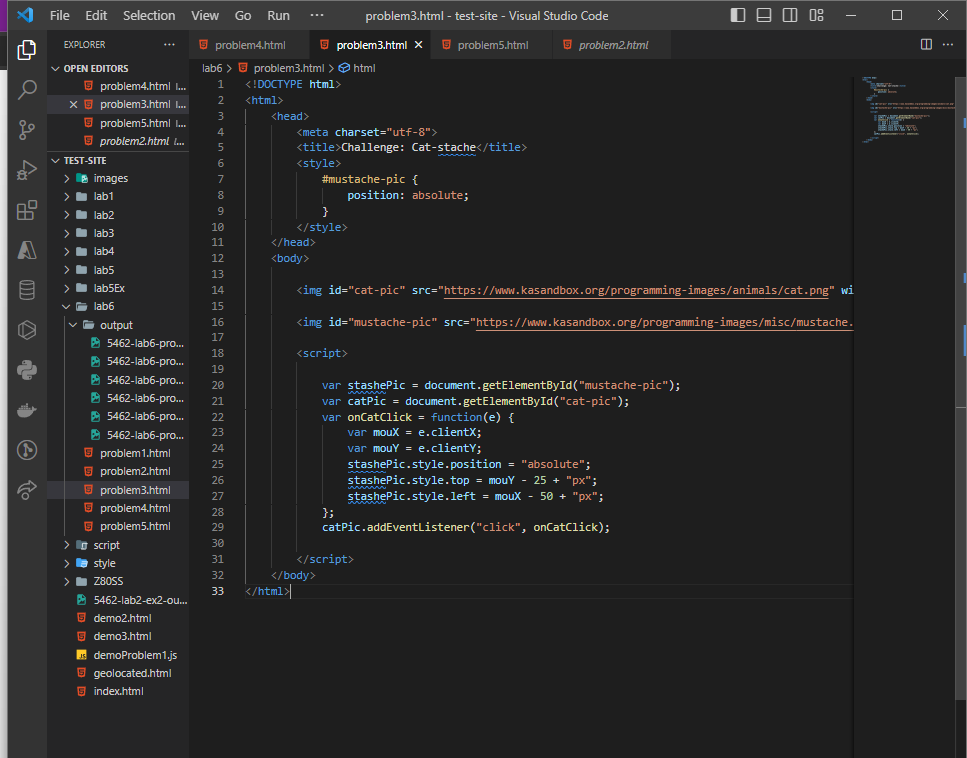 File Edit Selection View Go Run ··· problem3.html - test-site - Visual Studio Code
EXPLORER ···
OPEN EDITORS
problem4.html l...
problem3.html l...
problem5.html l...
problem2.html l...
TEST-SITE
images
lab1
lab2
lab3
lab4
lab5
lab5Ex
lab6
output
5462-lab6-pro...
5462-lab6-pro...
5462-lab6-pro...
5462-lab6-pro...
5462-lab6-pro...
5462-lab6-pro...
problem1.html
problem2.html
problem3.html
problem4.html
problem5.html
script
style
Z80SS
5462-lab2-ex2-ou...
demo2.html
demo3.html
demoProblem1.js
geolocated.html
index.html
problem4.html problem3.html problem5.html problem2.html
lab6 > problem3.html > html
1 <!DOCTYPE html>
2 <html>
3 <head>
4 <meta charset="utf-8">
5 <title>Challenge: Cat-stache</title>
6 <style>
7 #mustache-pic {
8 position: absolute;
9 }
10 </style>
11 </head>
12 <body>
13
14 <img id="cat-pic" src="https://www.kasandbox.org/programming-images/animals/cat.png" wi
15
16 <img id="mustache-pic" src="https://www.kasandbox.org/programming-images/misc/mustache.
17
18 <script>
19
20 var stashePic = document.getElementById("mustache-pic");
21 var catPic = document.getElementById("cat-pic");
22 var onCatClick = function(e) {
23 var mouX = e.clientX;
24 var mouY = e.clientY;
25 stashePic.style.position = "absolute";
26 stashePic.style.top = mouY - 25 + "px";
27 stashePic.style.left = mouX - 50 + "px";
28 };
29 catPic.addEventListener("click", onCatClick);
30
31 </script>
32 </body>
33 </html>